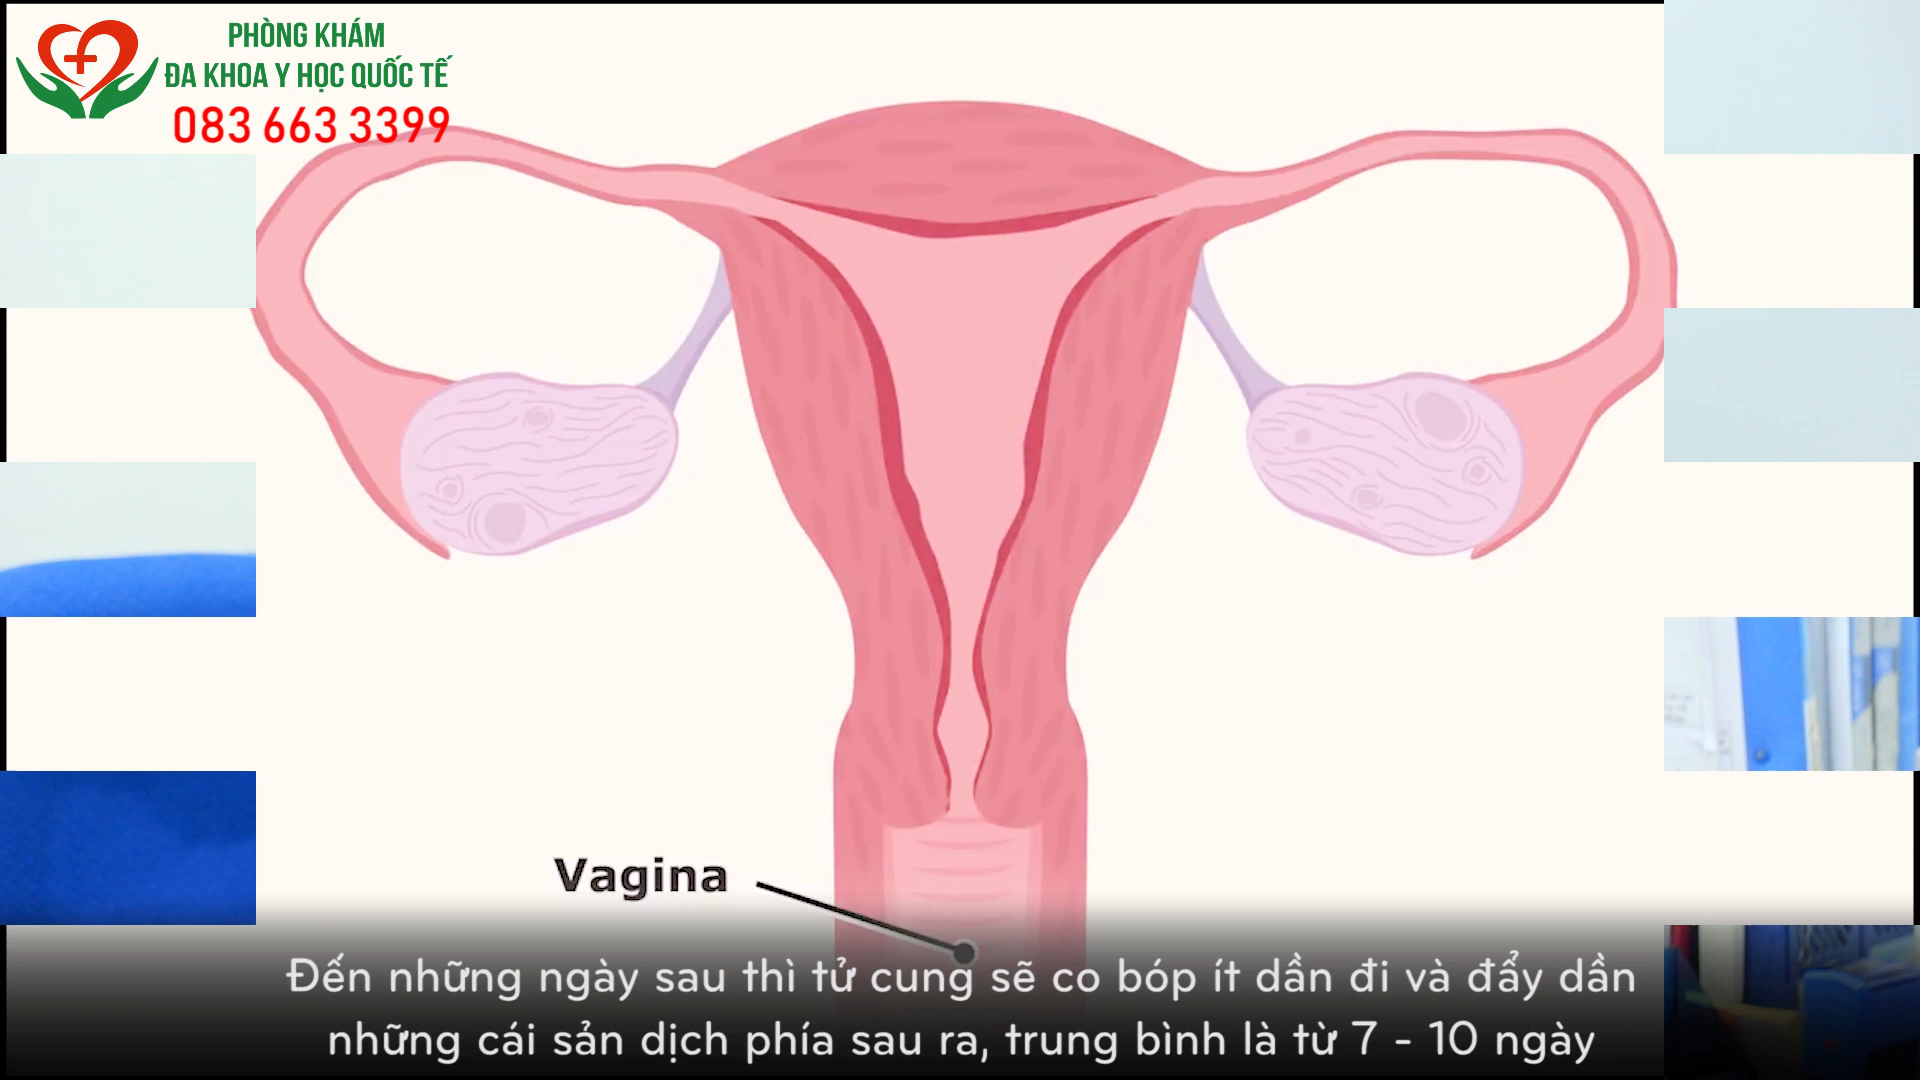 PHÒNG KHÁM
ĐA KHOA Y HỌC QUỐC TẾ
083 663 3399
Vagina
Đến những ngày sau thì tử cung sẽ co bóp ít dần đi và đẩy dần
những cái sản dịch phía sau ra, trung bình là từ 7 - 10 ngày